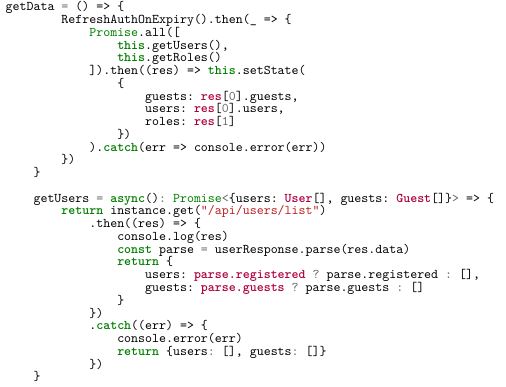 getData = () => {
RefreshAuthOnExpiry().then(_ => {
Promise.all([
this.getUsers(),
this.getRoles()
]).then((res) => this.setState(
{
guests: res[0].guests,
users: res[0].users,
roles: res[1]
})
).catch(err => console.error(err))
})
}
getUsers = async(): Promise<{users: User[], guests: Guest[]}> => {
return instance.get("/api/users/list")
.then((res) => {
console.log(res)
const parse = userResponse.parse(res.data)
return {
users: parse.registered ? parse.registered : [],
guests: parse.guests ? parse.guests : []
}
})
.catch((err) => {
console.error(err)
return {users: [], guests: []}
})
}